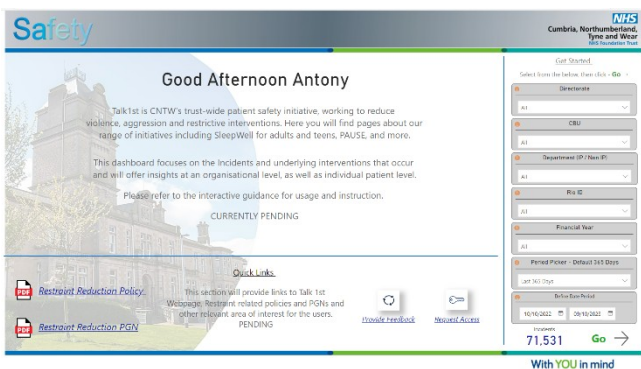 Safety
NHS
Cumbria, Northumberland,
Tyne and Wear
NHS Foundation Trust
Good Afternoon Antony
Talk1st is CNTW's trust-wide patient safety initiative, working to reduce
violence, aggression and restrictive interventions. Here you will find pages about our
range of initiatives including SleepWell for adults and teens, PAUSE, and more.
This dashboard focuses on the Incidents and underlying interventions that occur
and will offer insights at an organisational level, as well as individual patient level.
Please refer to the interactive guidance for usage and instruction.
CURRENTLY PENDING
Quick Links
PDF Restraint Reduction Policy
PDF Restraint Reduction PGN
This section will provide links to Talk 1st
Webpage, Restraint related policies and PGNs and
other relevant area of interest for the users.
PENDING
Provide Feedback
Request Access
Get Started
Select from the below, then click - Go
Directorate
All
CBU
All
Department (IP / Non IP)
All
Rio ID
All
Financial Year
All
Period Picker - Default 365 Days
Last 365 Days
Define Date Period
10/10/2022
09/10/2023
Incidents
71,531
Go
With YOU in mind